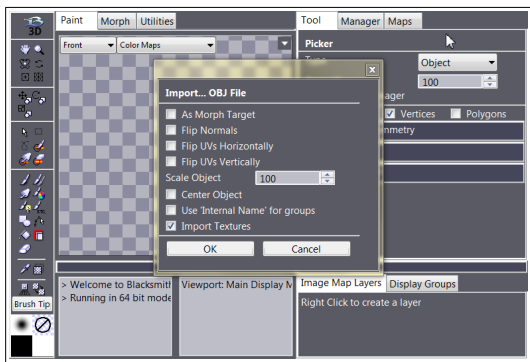 3D
Paint Morph Utilities
Tool Manager Maps
Front Color Maps
Picker
Object
100
Vertices Polygons
Import... OBJ File
As Morph Target
Flip Normals
Flip UVs Horizontally
Flip UVs Vertically
Scale Object 100
Center Object
Use 'Internal Name' for groups
Import Textures
OK Cancel
> Welcome to Blacksmith
> Running in 64 bit mode
Viewport: Main Display
Image Map Layers Display Groups
Right Click to create a layer
Brush Tip